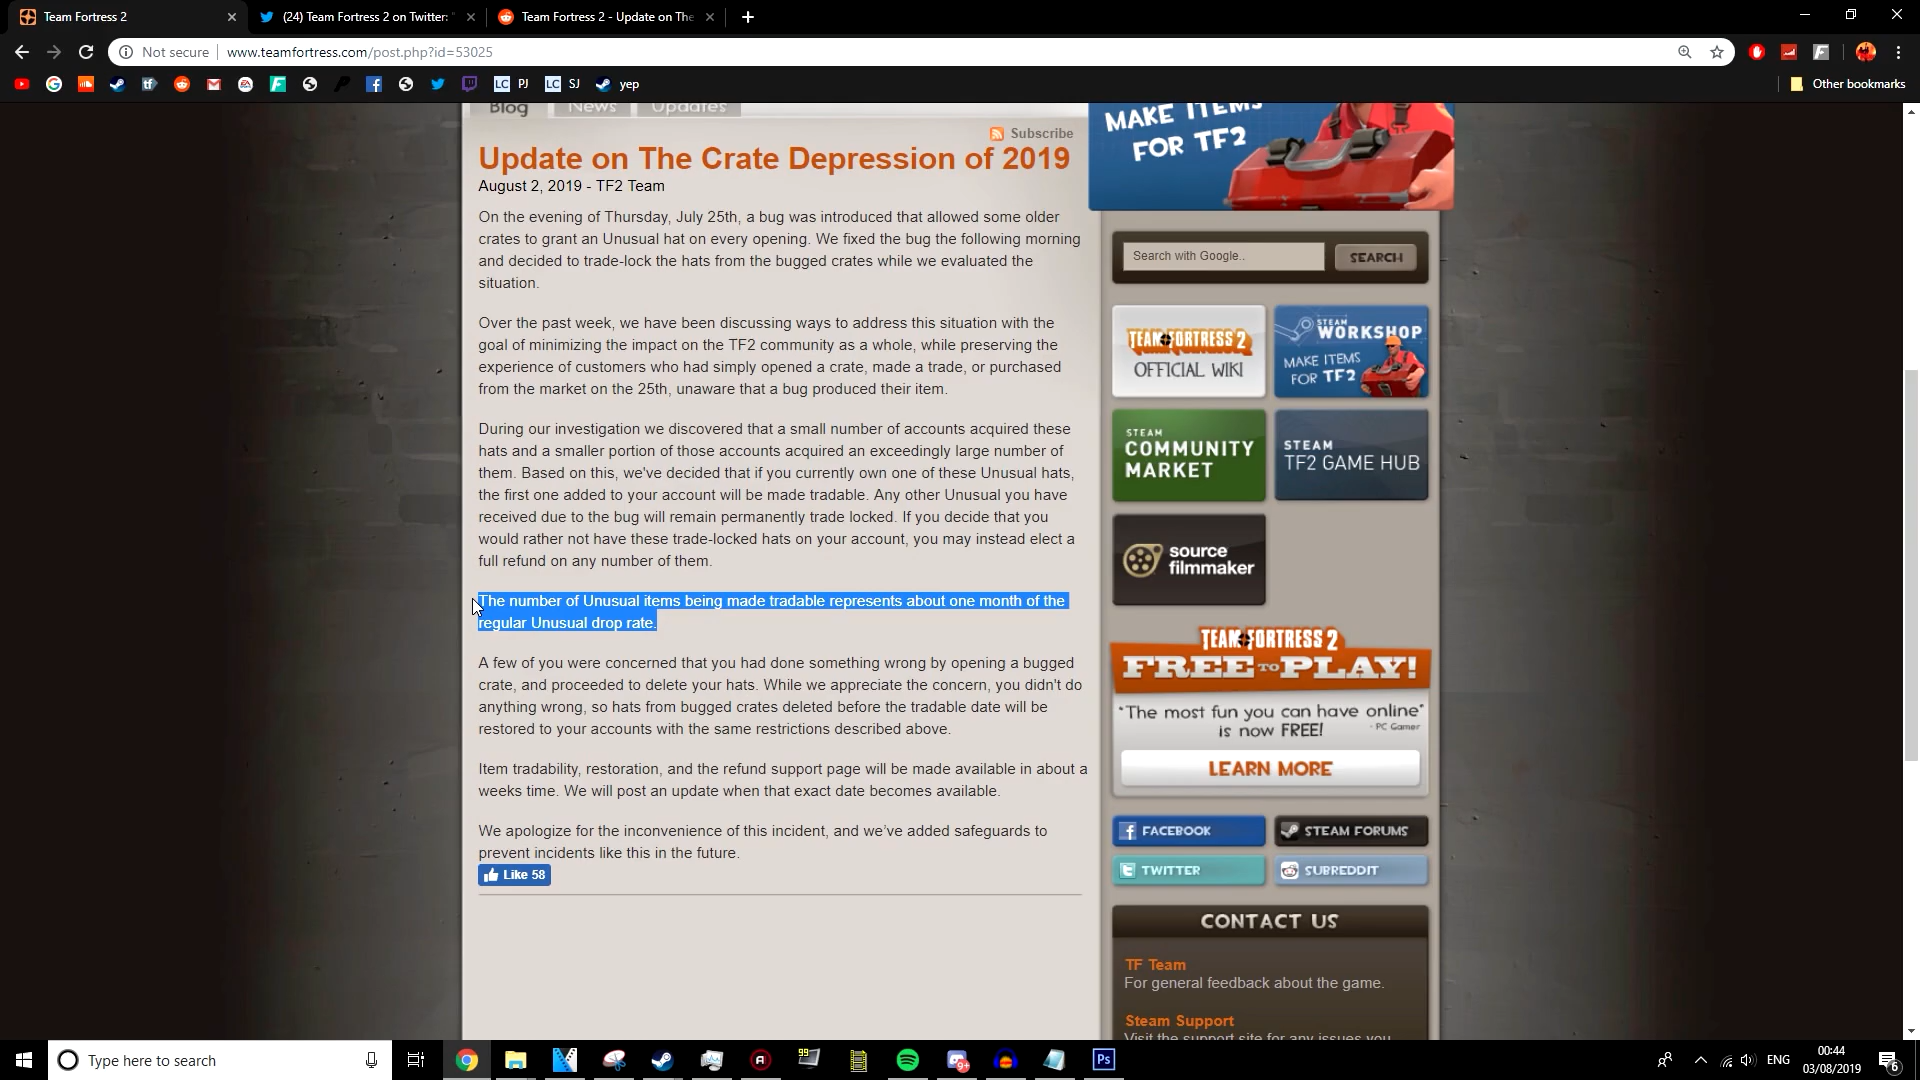 Team Fortress 2
(24) Team Fortress 2 on Twitter: "
Team Fortress 2 - Update on The
Not secure
www.teamfortress.com/post.php?id=53025
LC PJ
LC SJ
yep
Other bookmarks
Blog
News
Updates
Subscribe
Update on The Crate Depression of 2019
August 2, 2019 - TF2 Team
On the evening of Thursday, July 25th, a bug was introduced that allowed some older
crates to grant an Unusual hat on every opening. We fixed the bug the following morning
and decided to trade-lock the hats from the bugged crates while we evaluated the
situation.
Over the past week, we have been discussing ways to address this situation with the
goal of minimizing the impact on the TF2 community as a whole, while preserving the
experience of customers who had simply opened a crate, made a trade, or purchased
from the market on the 25th, unaware that a bug produced their item.
During our investigation we discovered that a small number of accounts acquired these
hats and a smaller portion of those accounts acquired an exceedingly large number of
them. Based on this, we've decided that if you currently own one of these Unusual hats,
the first one added to your account will be made tradable. Any other Unusual you have
received due to the bug will remain permanently trade locked. If you decide that you
would rather not have these trade-locked hats on your account, you may instead elect a
full refund on any number of them.
The number of Unusual items being made tradable represents about one month of the
regular Unusual drop rate.
A few of you were concerned that you had done something wrong by opening a bugged
crate, and proceeded to delete your hats. While we appreciate the concern, you didn't do
anything wrong, so hats from bugged crates deleted before the tradable date will be
restored to your accounts with the same restrictions described above.
Item tradability, restoration, and the refund support page will be made available in about a
weeks time. We will post an update when that exact date becomes available.
We apologize for the inconvenience of this incident, and we've added safeguards to
prevent incidents like this in the future.
Like 58
MAKE ITEMS
FOR TF2
Search with Google..
SEARCH
TEAM FORTRESS 2
OFFICIAL WIKI
STEAM
WORKSHOP
MAKE ITEMS
FOR TF2
STEAM
COMMUNITY
MARKET
STEAM
TF2 GAME HUB
source
filmmaker
TEAM FORTRESS 2
FREE TO PLAY!
"The most fun you can have online"
- PC Gamer
is now FREE!
LEARN MORE
FACEBOOK
STEAM FORUMS
TWITTER
SUBREDDIT
CONTACT US
TF Team
For general feedback about the game.
Steam Support
Visit the support site for any issues you
Type here to search
99
9+
Ps
ENG
00:44
03/08/2019
6